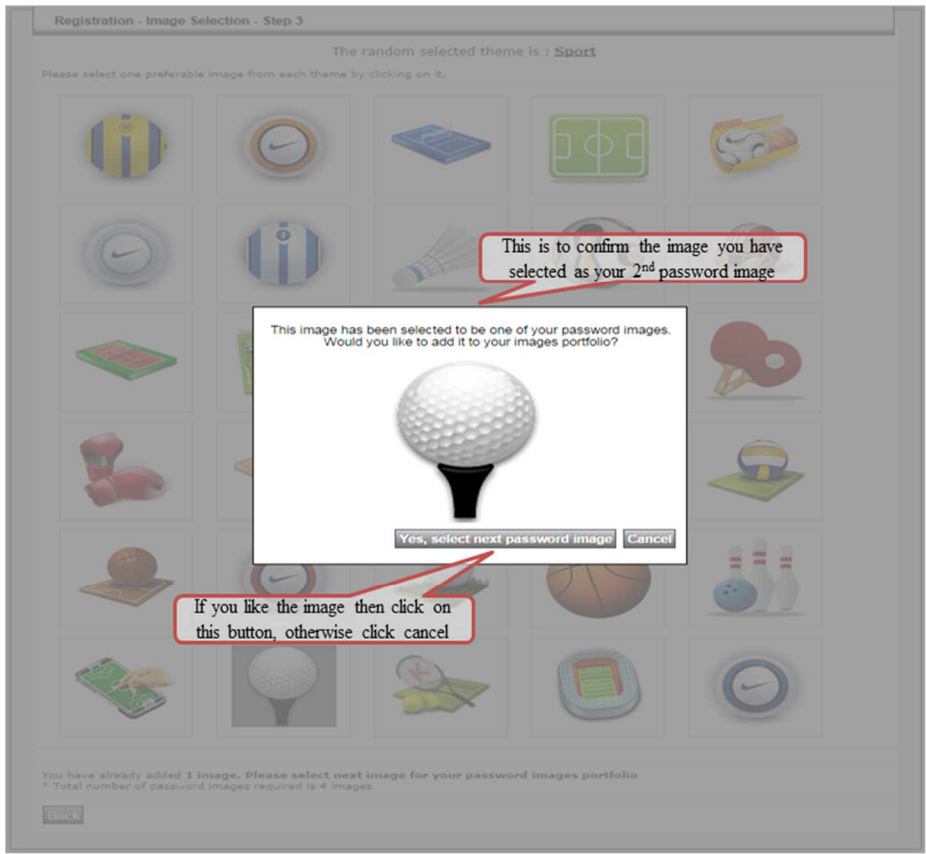 Registration - Image Selection - Step 3
The random selected theme is : Sport
Please select one preferable image from each theme by clicking on it.
This is to confirm the image you have
selected as your 2nd password image
This image has been selected to be one of your password images.
Would you like to add it to your images portfolio?
Yes, select next password image
Cancel
If you like the image then click on
this button, otherwise click cancel
K
You have already added 1 image. Please select next image for your password images portfolio
* Total number of password images required is 4 images
Back